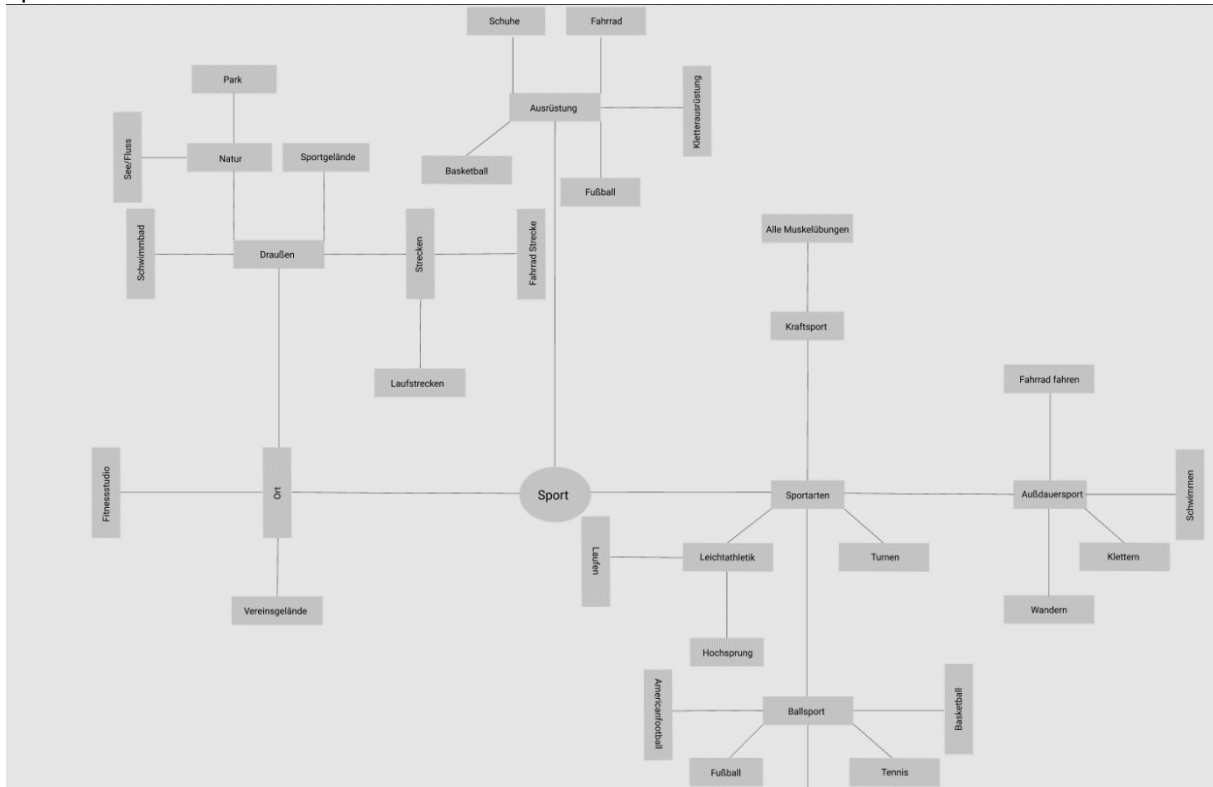 Schuhe
Fahrrad
Park
Ausrüstung
Kletterausrüstung
See/Fluss
Natur
Sportgelände
Basketball
Fußball
Schwimmbad
Draußen
Strecken
Fahrrad Strecke
Alle Muskelübungen
Kraftsport
Laufstrecken
Fahrrad fahren
Fitnessstudio
Ort
Sport
Sportarten
Außdauersport
Schwimmen
Laufen
Leichtathletik
Turnen
Klettern
Vereinsgelände
Wandern
Hochsprung
Americanfootball
Ballsport
Basketball
Fußball
Tennis